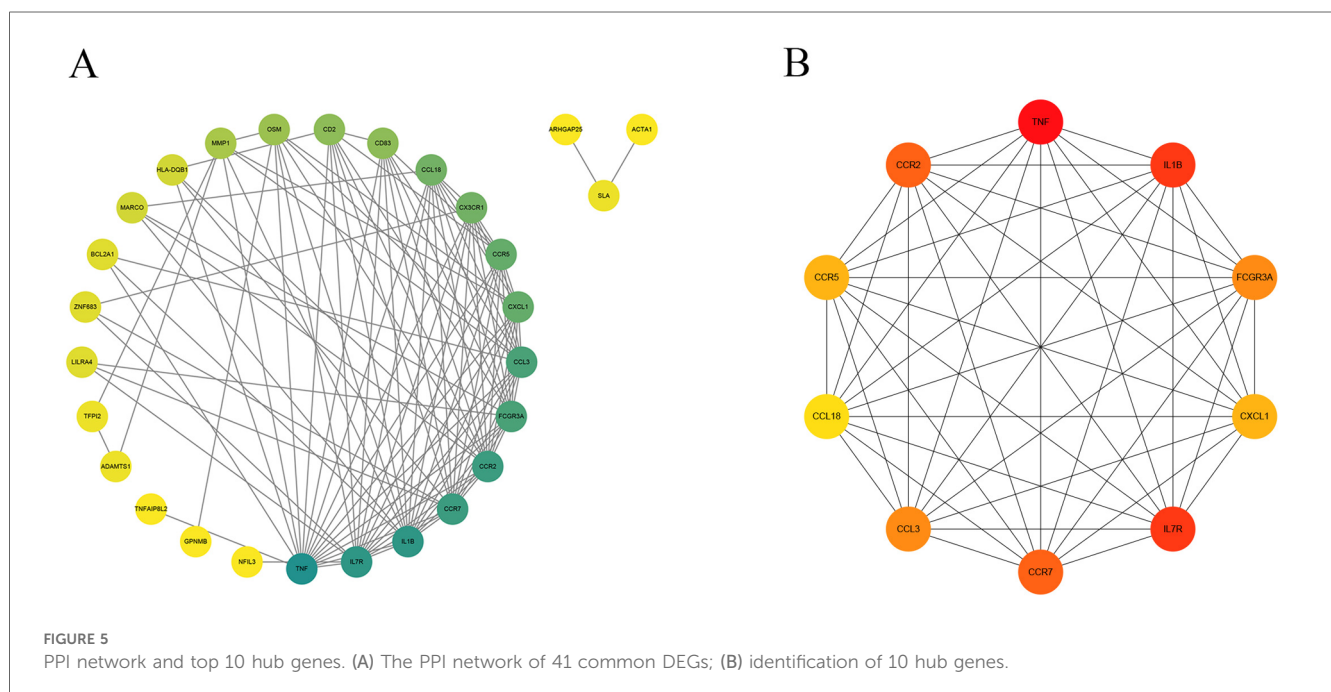 A
B
OSM
CD2
MMP1
CD83
HLA-DQB1
CCL18
MARCO
CX3CR1
BCL2A1
CCR5
ZNF683
CXCL1
LILRA4
CCL3
TFPI2
FCGR3A
ADAMTS1
CCR2
TNFAIP8L2
CCR7
GPNMB
IL1B
NFIL3
TNF
IL7R
ARHGAP25
ACTA1
SLA
TNF
CCR2
IL1B
CCR5
FCGR3A
CCL18
CXCL1
CCL3
IL7R
CCR7
FIGURE 5
PPI network and top 10 hub genes. (A) The PPI network of 41 common DEGs; (B) identification of 10 hub genes.